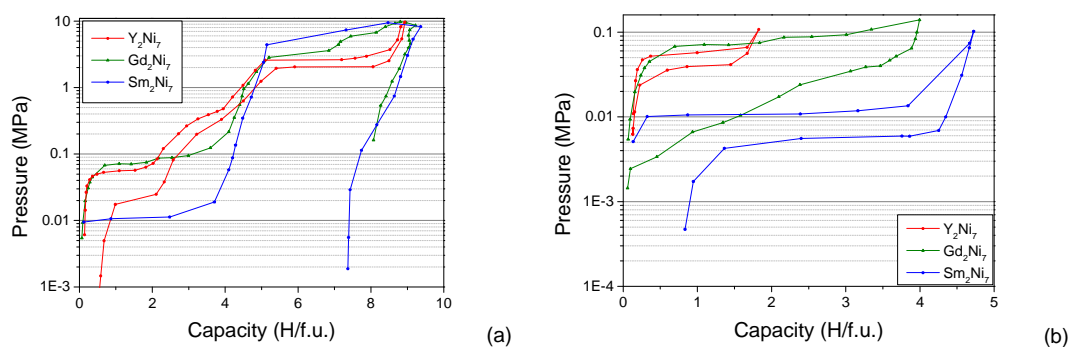 10
1
0.1
0.01
1E-3
Pressure (MPa)
Y₂Ni₇
Gd₂Ni₇
Sm₂Ni₇
0 2 4 6 8 10
Capacity (H/f.u.)
(a)
0.1
0.01
1E-3
1E-4
Pressure (MPa)
Y₂Ni₇
Gd₂Ni₇
Sm₂Ni₇
0 1 2 3 4 5
Capacity (H/f.u.)
(b)